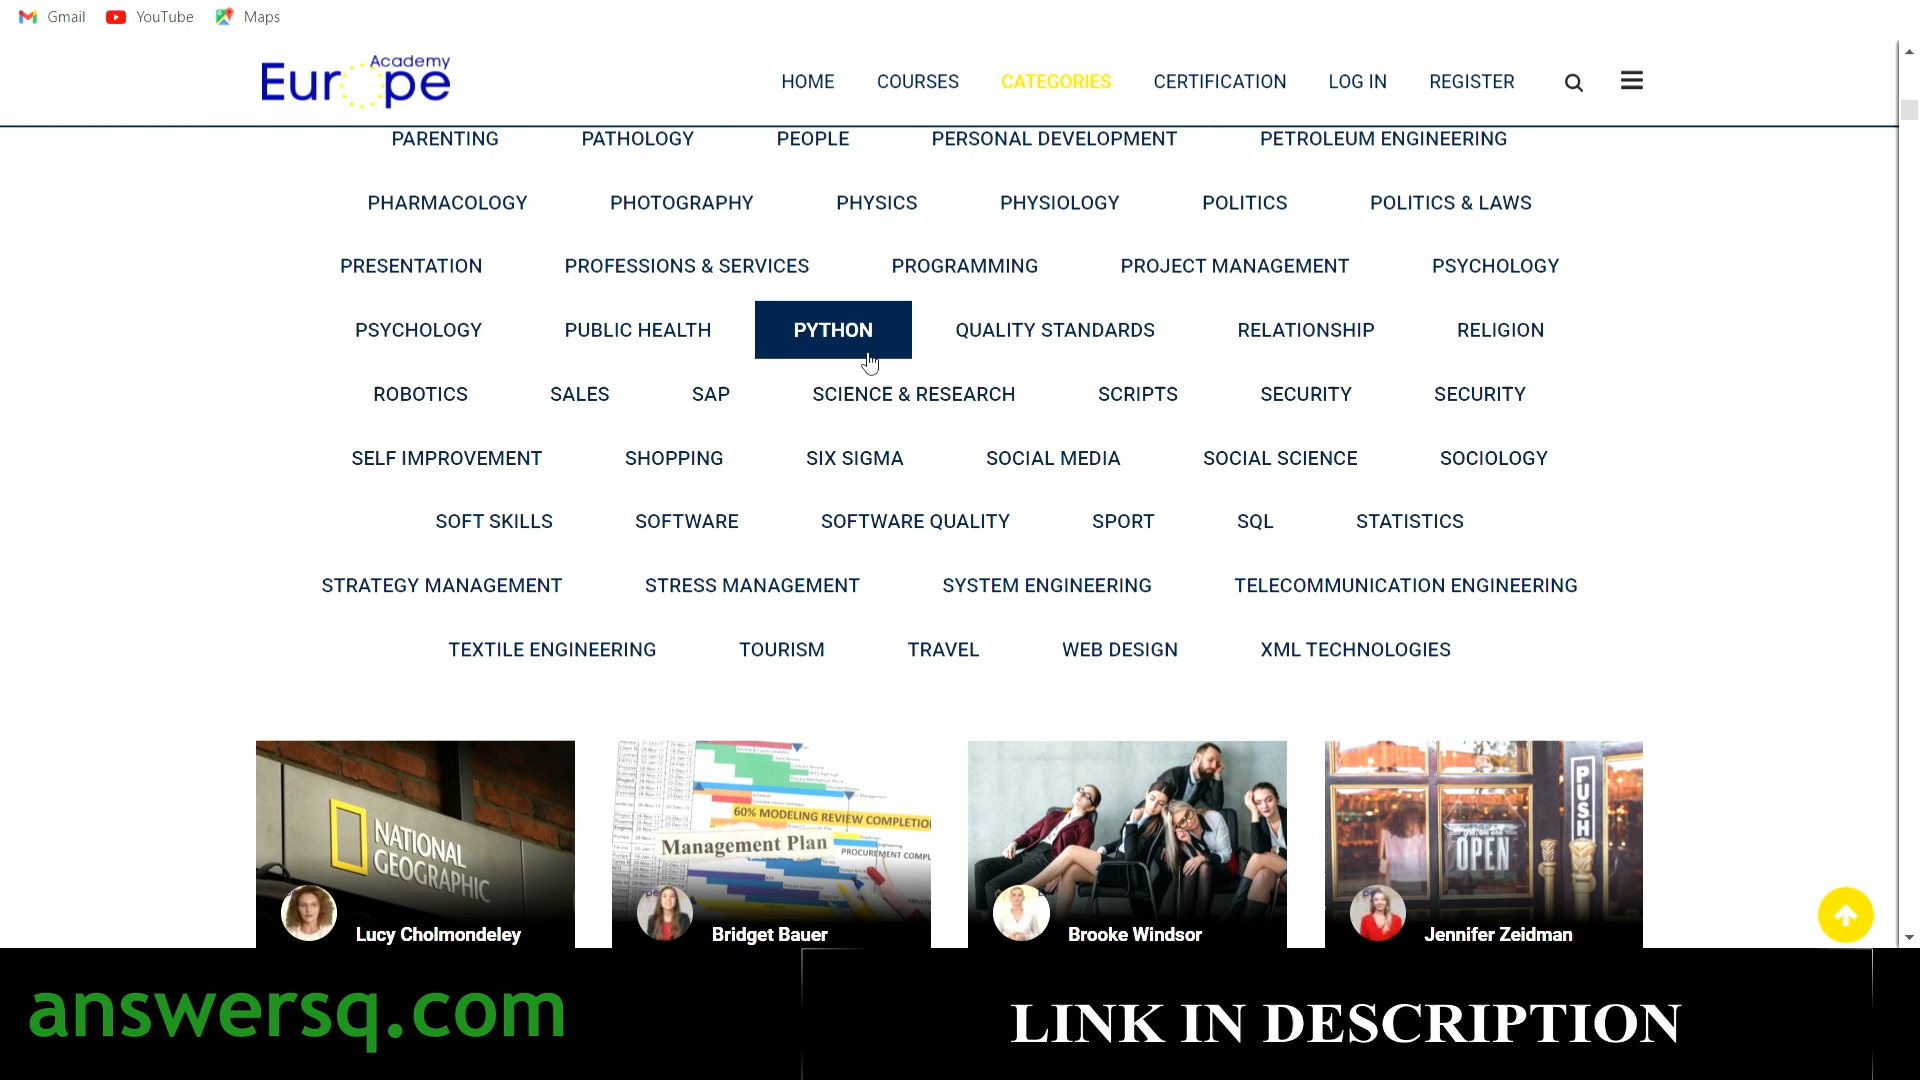 Gmail YouTube Maps
Academy
Europe
HOME COURSES CATEGORIES CERTIFICATION LOG IN REGISTER
PARENTING PATHOLOGY PEOPLE PERSONAL DEVELOPMENT PETROLEUM ENGINEERING
PHARMACOLOGY PHOTOGRAPHY PHYSICS PHYSIOLOGY POLITICS POLITICS & LAWS
PRESENTATION PROFESSIONS & SERVICES PROGRAMMING PROJECT MANAGEMENT PSYCHOLOGY
PSYCHOLOGY PUBLIC HEALTH PYTHON QUALITY STANDARDS RELATIONSHIP RELIGION
ROBOTICS SALES SAP SCIENCE & RESEARCH SCRIPTS SECURITY SECURITY
SELF IMPROVEMENT SHOPPING SIX SIGMA SOCIAL MEDIA SOCIAL SCIENCE SOCIOLOGY
SOFT SKILLS SOFTWARE SOFTWARE QUALITY SPORT SQL STATISTICS
STRATEGY MANAGEMENT STRESS MANAGEMENT SYSTEM ENGINEERING TELECOMMUNICATION ENGINEERING
TEXTILE ENGINEERING TOURISM TRAVEL WEB DESIGN XML TECHNOLOGIES
NATIONAL
GEOGRAPHIC
60% MODELING REVIEW COMPLETIO
Management Plan
PROCUREMENT COMPL
PUSH
OPEN
Lucy Cholmondeley Bridget Bauer Brooke Windsor Jennifer Zeidman
answersq.com
LINK IN DESCRIPTION